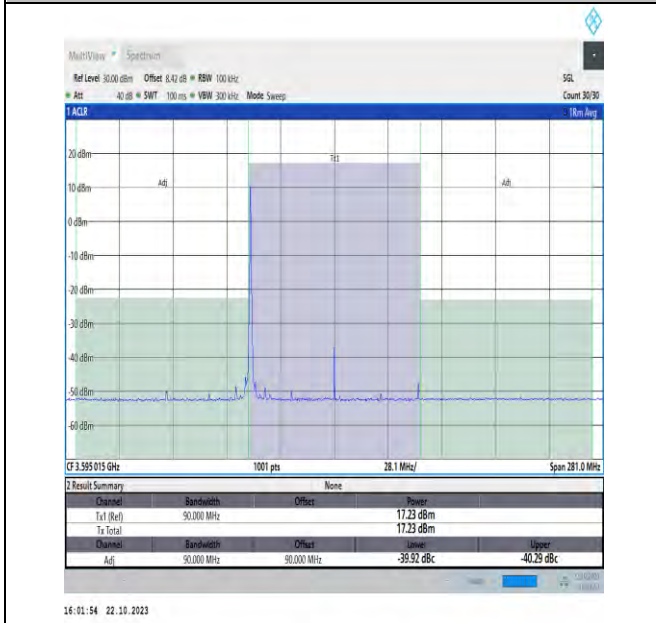 MultiView Spectrum
Ref Level 30.00 dBm Offset 8.42 dB RBW 100 kHz SGL
Att 40 dB SWT 100 ms VBW 300 kHz Mode Sweep Count 30/30
1 ACLR 1Rm Avg
20 dBm
Tx1
10 dBm Adj Adj
0 dBm
-20 dBm
-30 dBm
-40 dBm
-50 dBm
-60 dBm
CF 3.595 015 GHz 1001 pts 28.1 MHz/ Span 281.0 MHz
2 Result Summary None
Channel Bandwidth Offset Power
Tx1 (Ref) 90.000 MHz 17.23 dBm
Tx Total 17.23 dBm
Channel Bandwidth Offset Lower Upper
Adj 90.000 MHz 90.000 MHz -39.92 dBc -40.29 dBc
16:01:54 22.10.2023